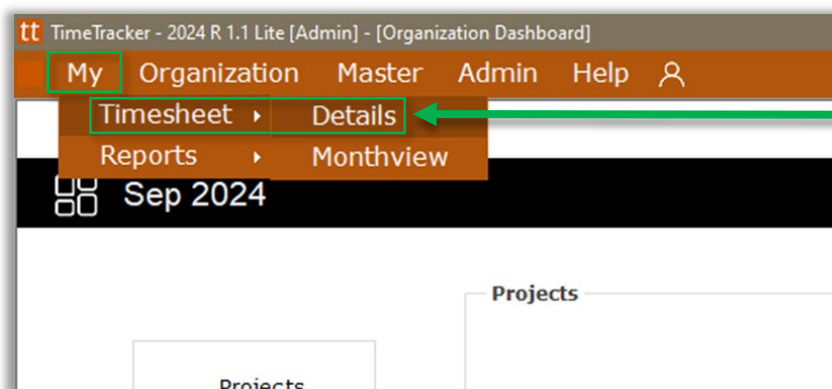 tt TimeTracker - 2024 R 1.1 Lite [Admin] - [Organization Dashboard]
My Organization Master Admin Help
Timesheet Details
Reports Monthview
Sep 2024
Projects
Projects